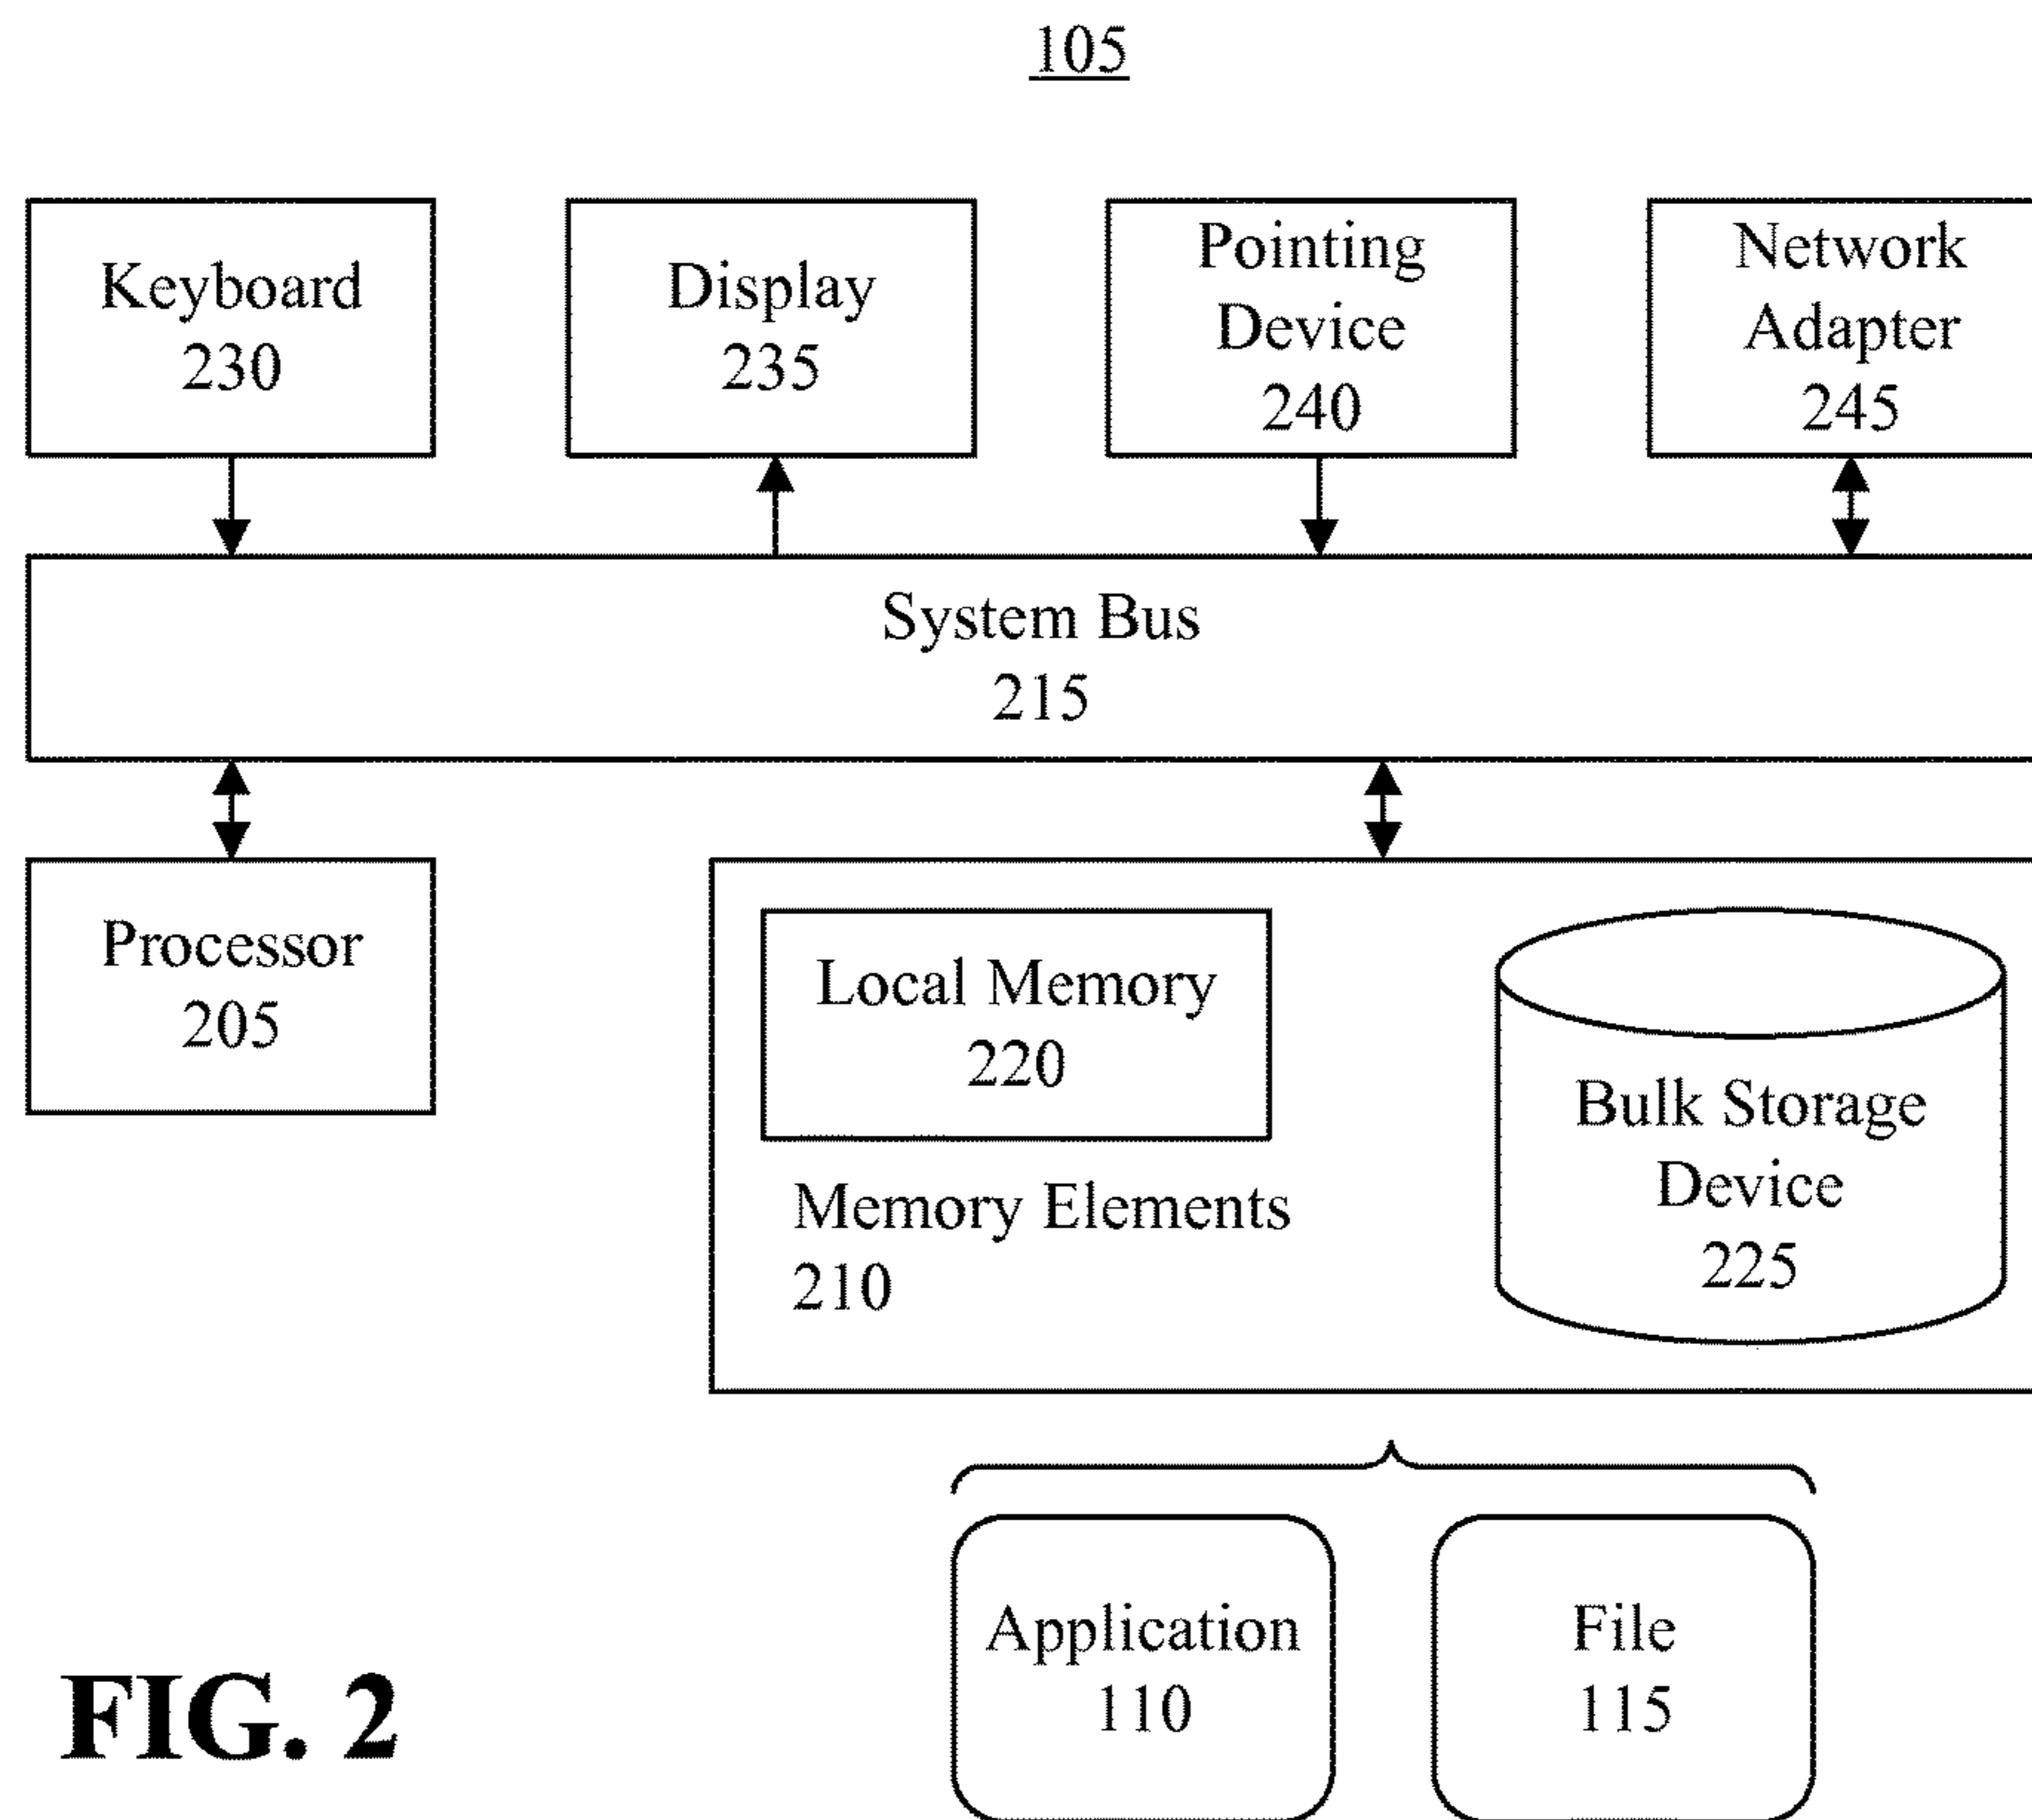 105
Keyboard
230
Display
235
Pointing
Device
240
Network
Adapter
245
System Bus
215
Processor
205
Local Memory
220
Memory Elements
210
Bulk Storage
Device
225
Application
110
File
115
FIG. 2